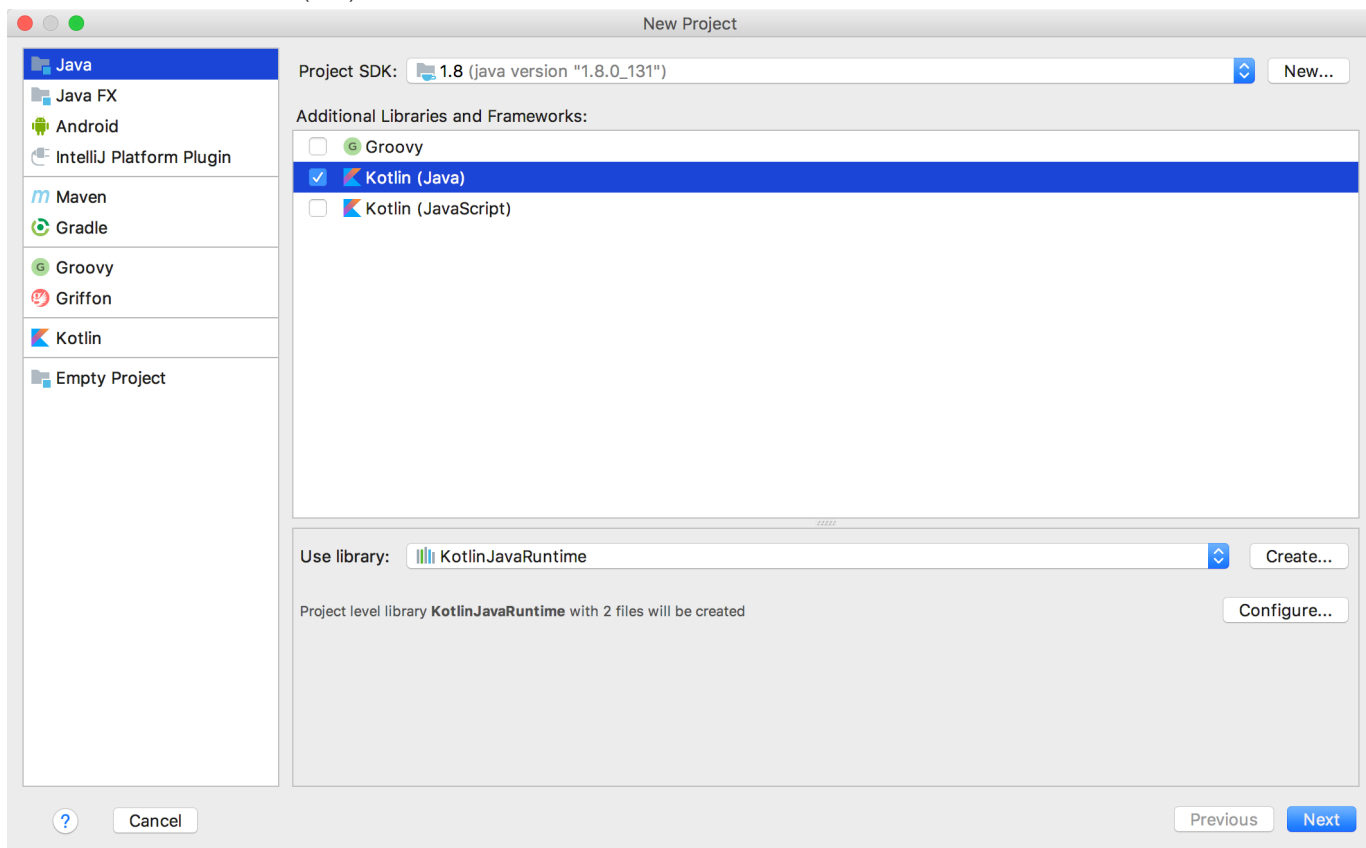 New Project
Java
Java FX
Android
IntelliJ Platform Plugin
Maven
Gradle
Groovy
Griffon
Kotlin
Empty Project
Project SDK: 1.8 (java version "1.8.0_131") New...
Additional Libraries and Frameworks:
Groovy
Kotlin (Java)
Kotlin (JavaScript)
Use library: KotlinJavaRuntime Create...
Project level library KotlinJavaRuntime with 2 files will be created Configure...
? Cancel Previous Next